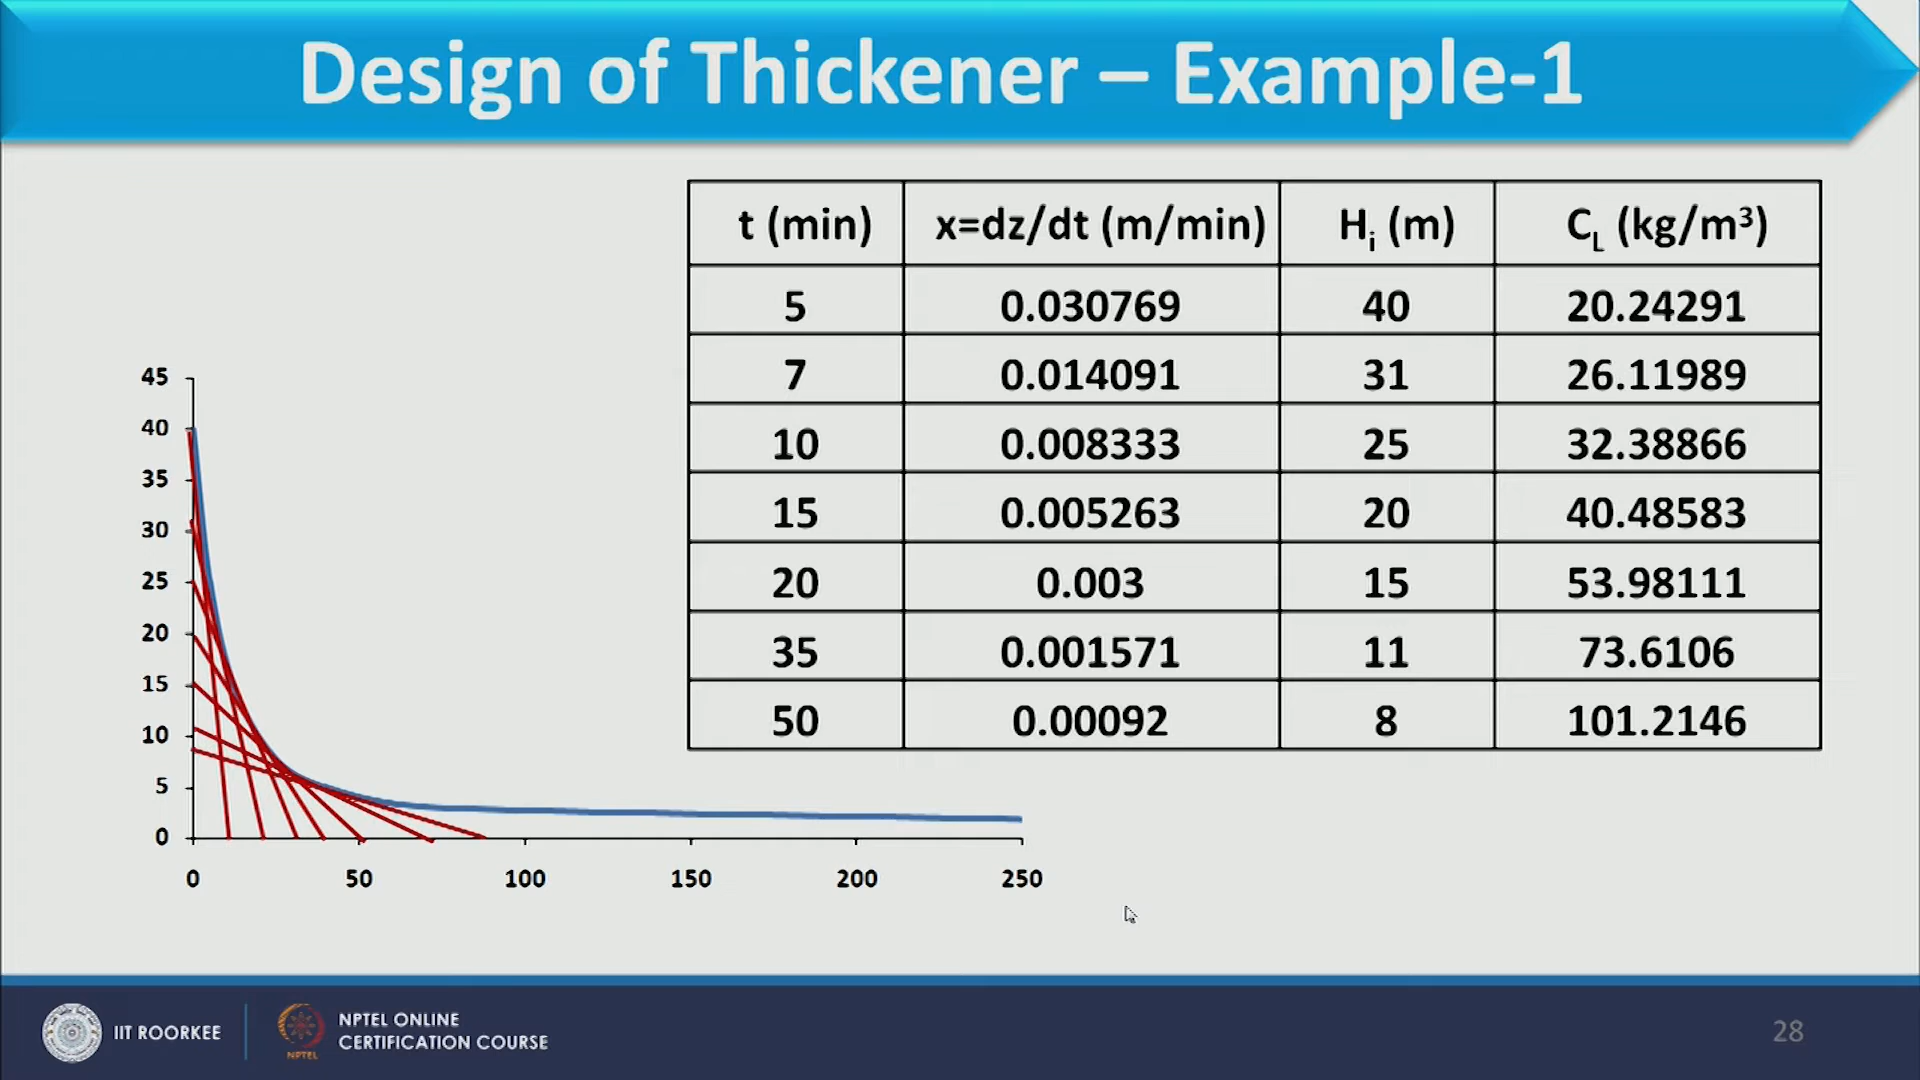 Design of Thickener – Example-1
t (min) x=dz/dt (m/min) Hi (m) CL (kg/m³)
5 0.030769 40 20.24291
7 0.014091 31 26.11989
10 0.008333 25 32.38866
15 0.005263 20 40.48583
20 0.003 15 53.98111
35 0.001571 11 73.6106
50 0.00092 8 101.2146
45
40
35
30
25
20
15
10
5
0
0 50 100 150 200 250
IIT ROORKEE
NPTEL
NPTEL ONLINE
CERTIFICATION COURSE
28